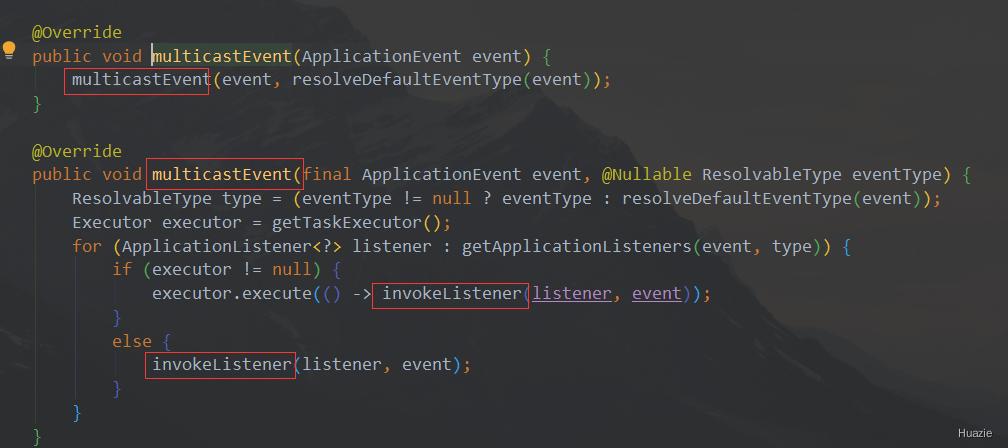 @Override
public void multicastEvent(ApplicationEvent event) {
multicastEvent(event, resolveDefaultEventType(event));
}
@Override
public void multicastEvent(final ApplicationEvent event, @Nullable ResolvableType eventType) {
ResolvableType type = (eventType != null ? eventType : resolveDefaultEventType(event));
Executor executor = getTaskExecutor();
for (ApplicationListener<?> listener : getApplicationListeners(event, type)) {
if (executor != null) {
executor.execute(() -> invokeListener(listener, event));
}
else {
invokeListener(listener, event);
}
}
}
Huazie